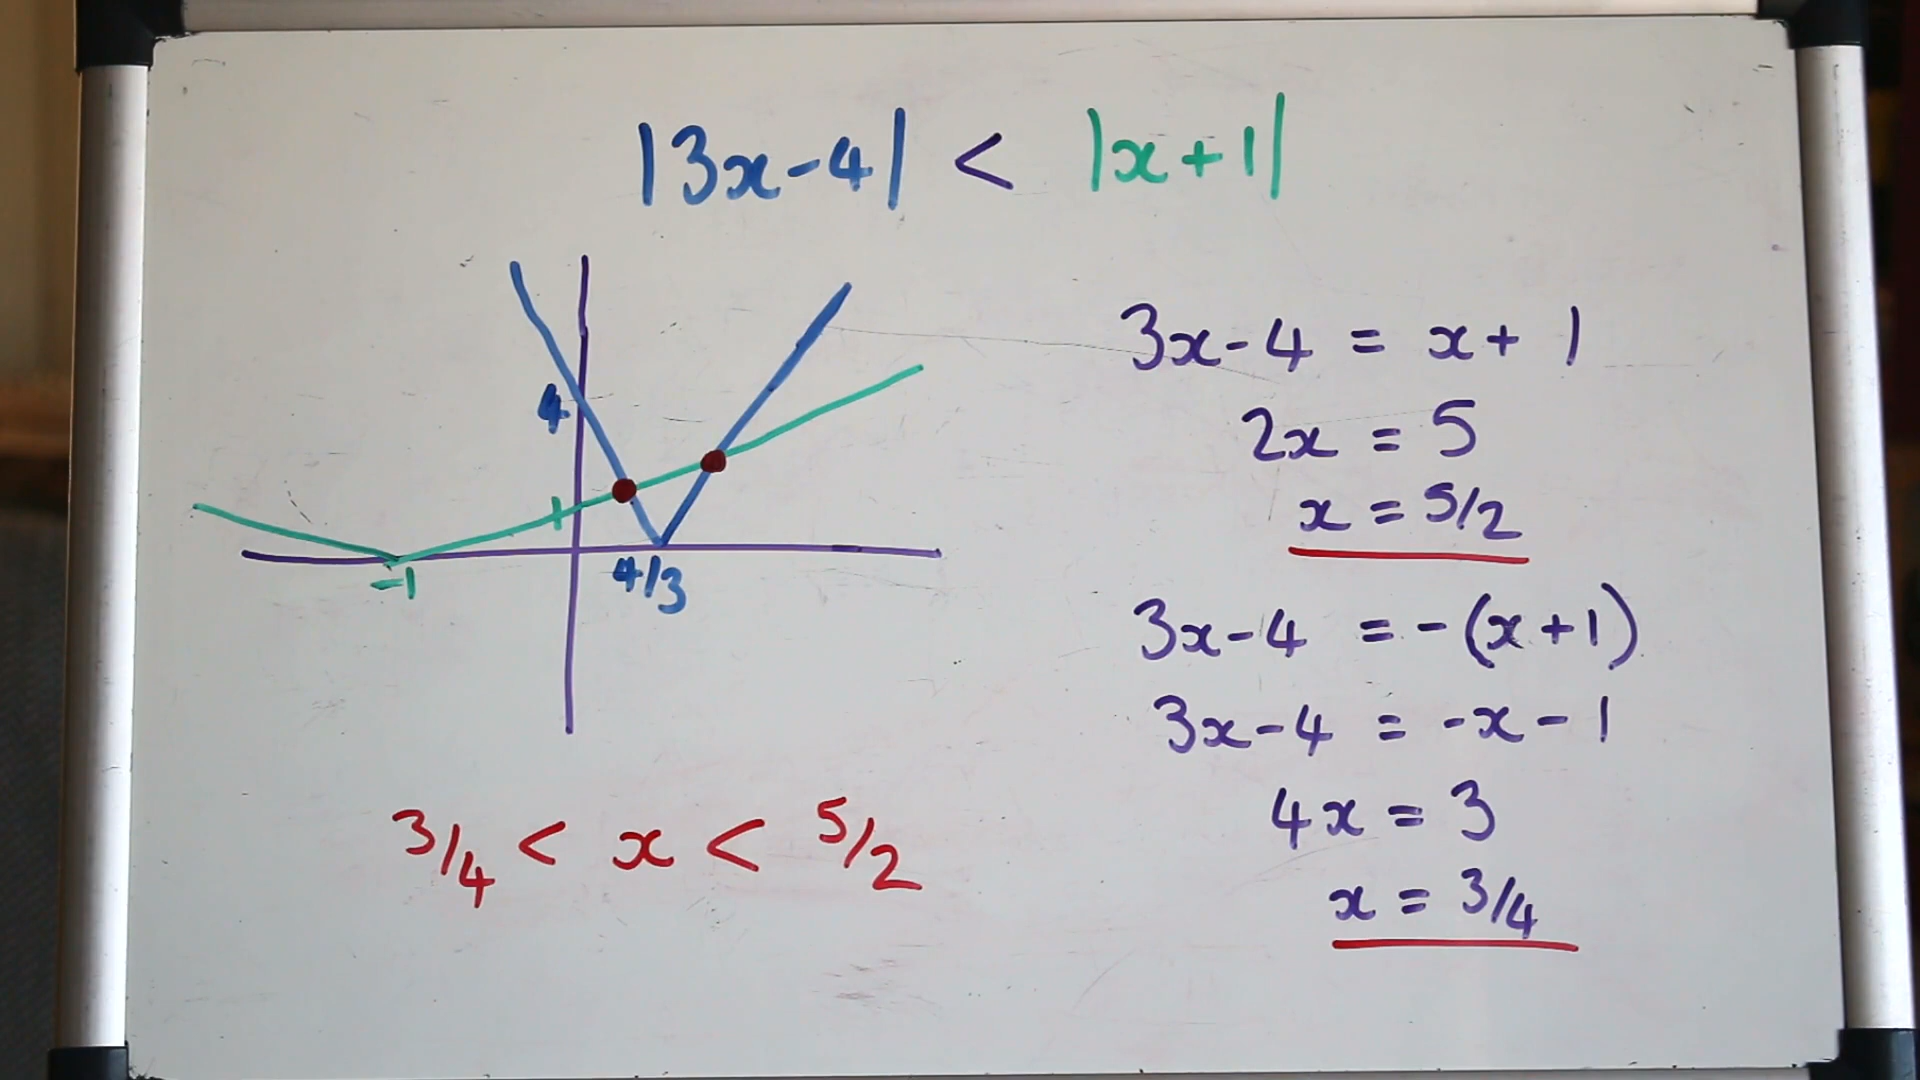 |3x-4| < |x+1|
4
1
-1
4/3
3x-4 = x+1
2x = 5
x = 5/2
3x-4 = -(x+1)
3x-4 = -x-1
4x = 3
x = 3/4
3/4 < x < 5/2